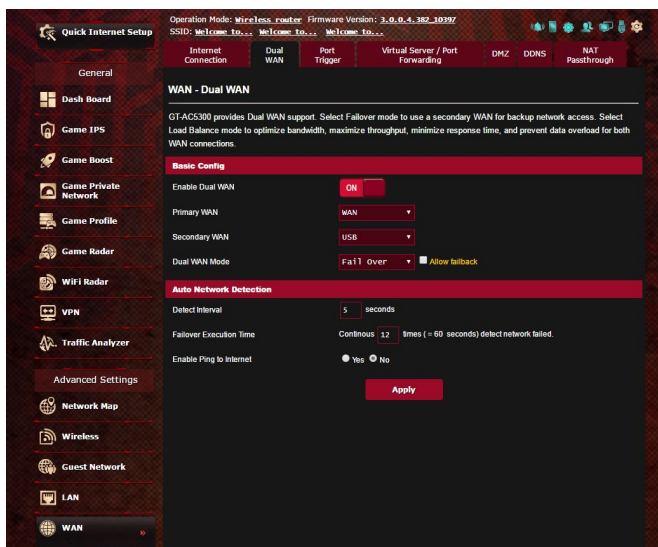 Quick Internet Setup
Operation Mode: Wireless router Firmware Version: 3.0.0.4.382_10397
SSID: Welcome to... Welcome to... Welcome to...
General
Dash Board
Game IPS
Game Boost
Game Private
Network
Game Profile
Game Radar
WiFi Radar
VPN
Traffic Analyzer
Advanced Settings
Network Map
Wireless
Guest Network
LAN
WAN »
Internet
Connection
Dual
WAN
Port
Trigger
Virtual Server / Port
Forwarding
DMZ
DDNS
NAT
Passthrough
WAN - Dual WAN
GT-AC5300 provides Dual WAN support. Select Failover mode to use a secondary WAN for backup network access. Select
Load Balance mode to optimize bandwidth, maximize throughput, minimize response time, and prevent data overload for both
WAN connections.
Basic Config
Enable Dual WAN ON
Primary WAN WAN
Secondary WAN USB
Dual WAN Mode Fail Over Allow failback
Auto Network Detection
Detect Interval 5 seconds
Failover Execution Time Continous 12 times ( = 60 seconds) detect network failed.
Enable Ping to Internet Yes No
Apply